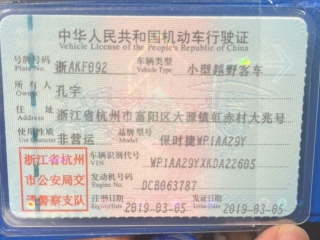 中华人民共和国机动车行驶证
Vehicle License of the People's Republic of China
号牌号码 浙AKF092 车辆类型 小型越野客车
Plate No. Vehicle Type
所有人 孔宇
Owner
住址 浙江省杭州市富阳区大源镇虹赤村大兆号
Address
使用性质 非营运 品牌型号 保时捷WP1AA29Y
Use Character Model
浙江省杭州
市公安局交
通警察支队
车辆识别代号 WP1AA29YXKDA22605
VIN
发动机号码 DCB063787
Engine No.
注册日期 2019-03-05 发证日期 2019-03-05
Register Date Issue Date